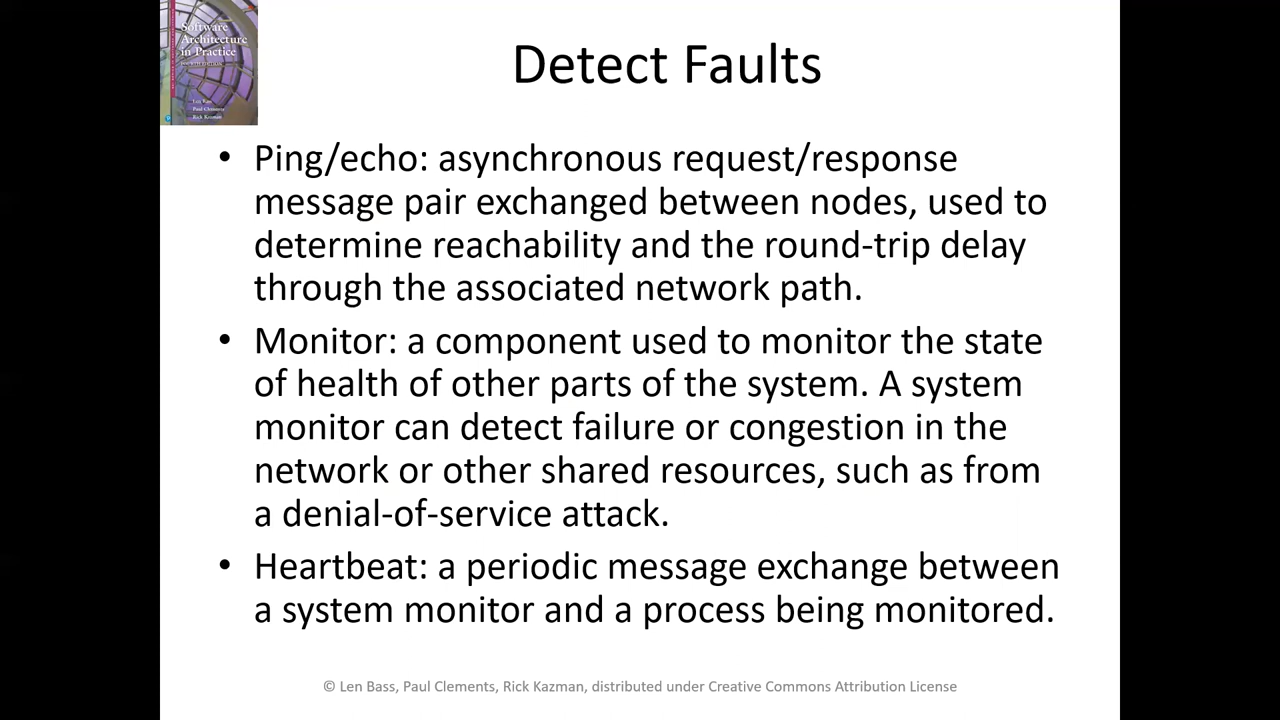 Software
Architecture
in Practice
Detect Faults
• Ping/echo: asynchronous request/response
message pair exchanged between nodes, used to
determine reachability and the round-trip delay
through the associated network path.
• Monitor: a component used to monitor the state
of health of other parts of the system. A system
monitor can detect failure or congestion in the
network or other shared resources, such as from
a denial-of-service attack.
• Heartbeat: a periodic message exchange between
a system monitor and a process being monitored.
© Len Bass, Paul Clements, Rick Kazman, distributed under Creative Commons Attribution License